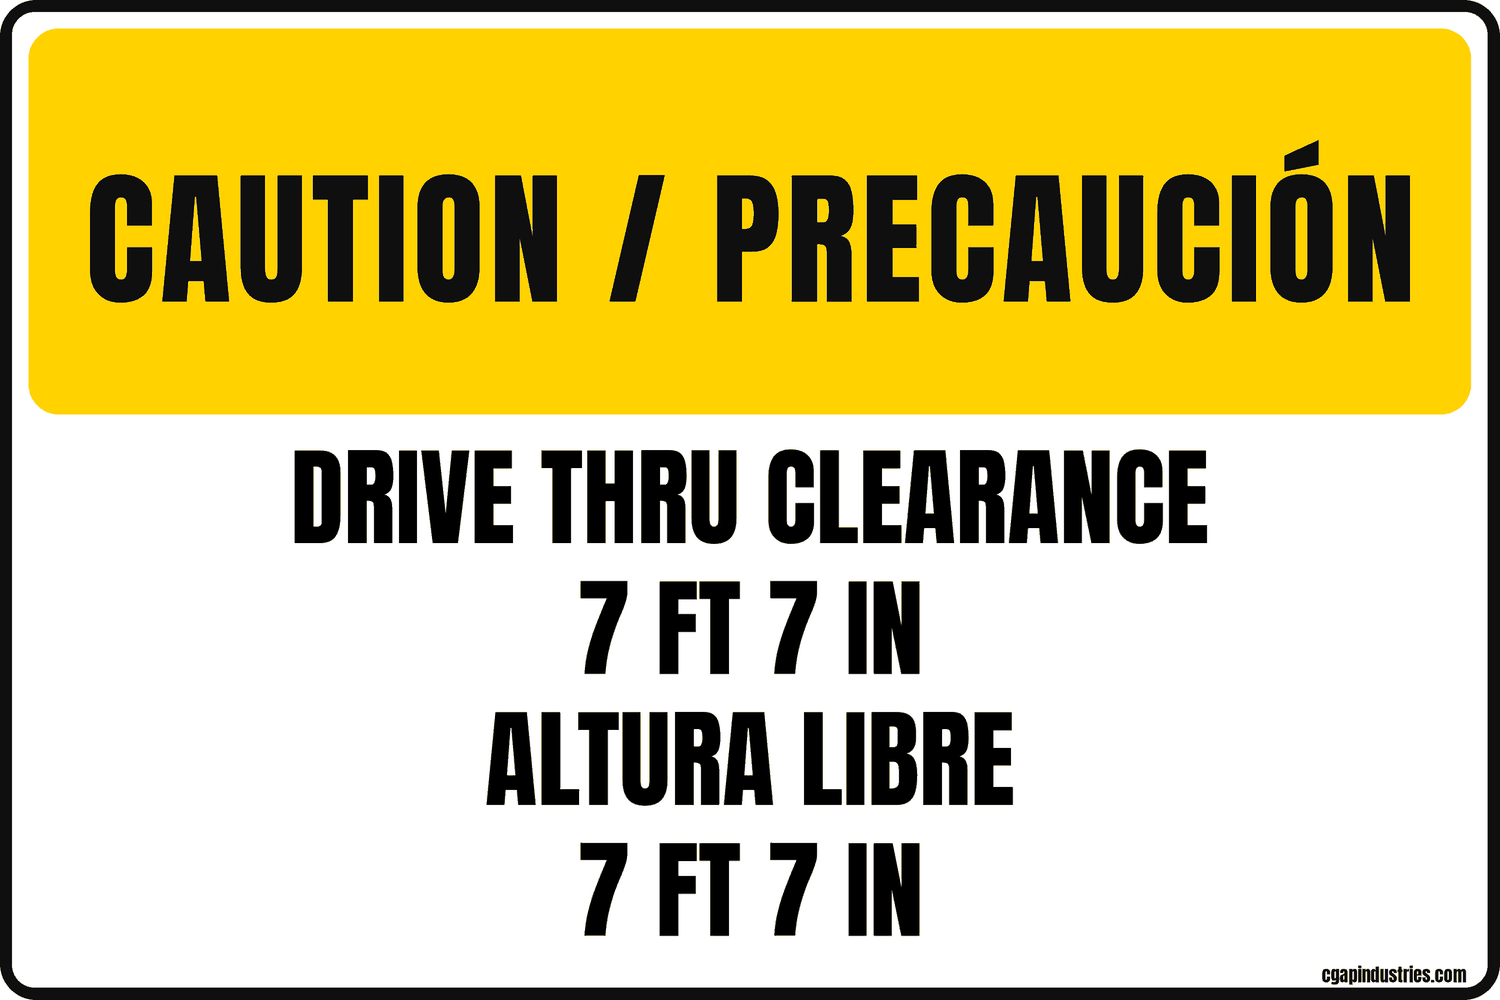 CAUTION / PRECAUCIÓN
DRIVE THRU CLEARANCE
7 FT 7 IN
ALTURA LIBRE
7 FT 7 IN
cgapindustries.com